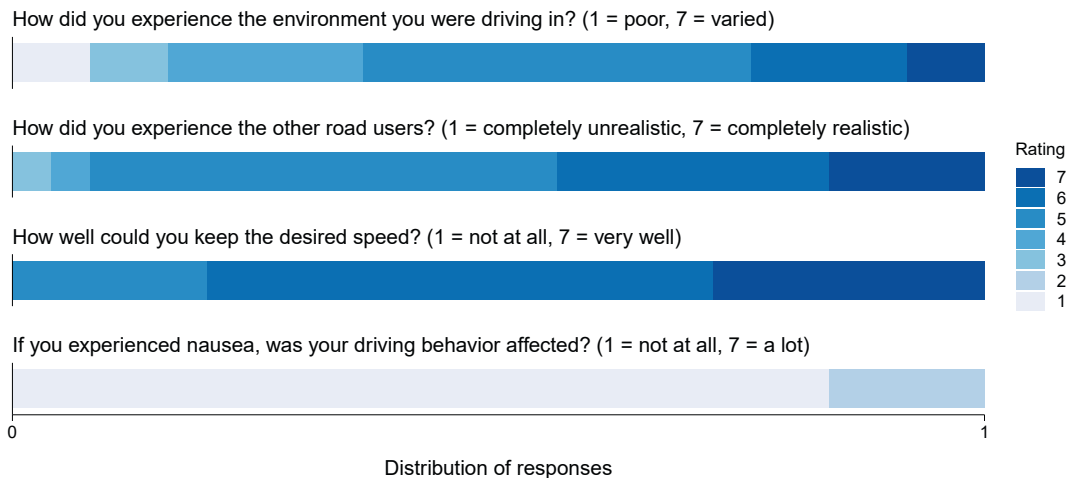 How did you experience the environment you were driving in? (1 = poor, 7 = varied)
How did you experience the other road users? (1 = completely unrealistic, 7 = completely realistic)
How well could you keep the desired speed? (1 = not at all, 7 = very well)
If you experienced nausea, was your driving behavior affected? (1 = not at all, 7 = a lot)
0
1
Distribution of responses
Rating
7
6
5
4
3
2
1